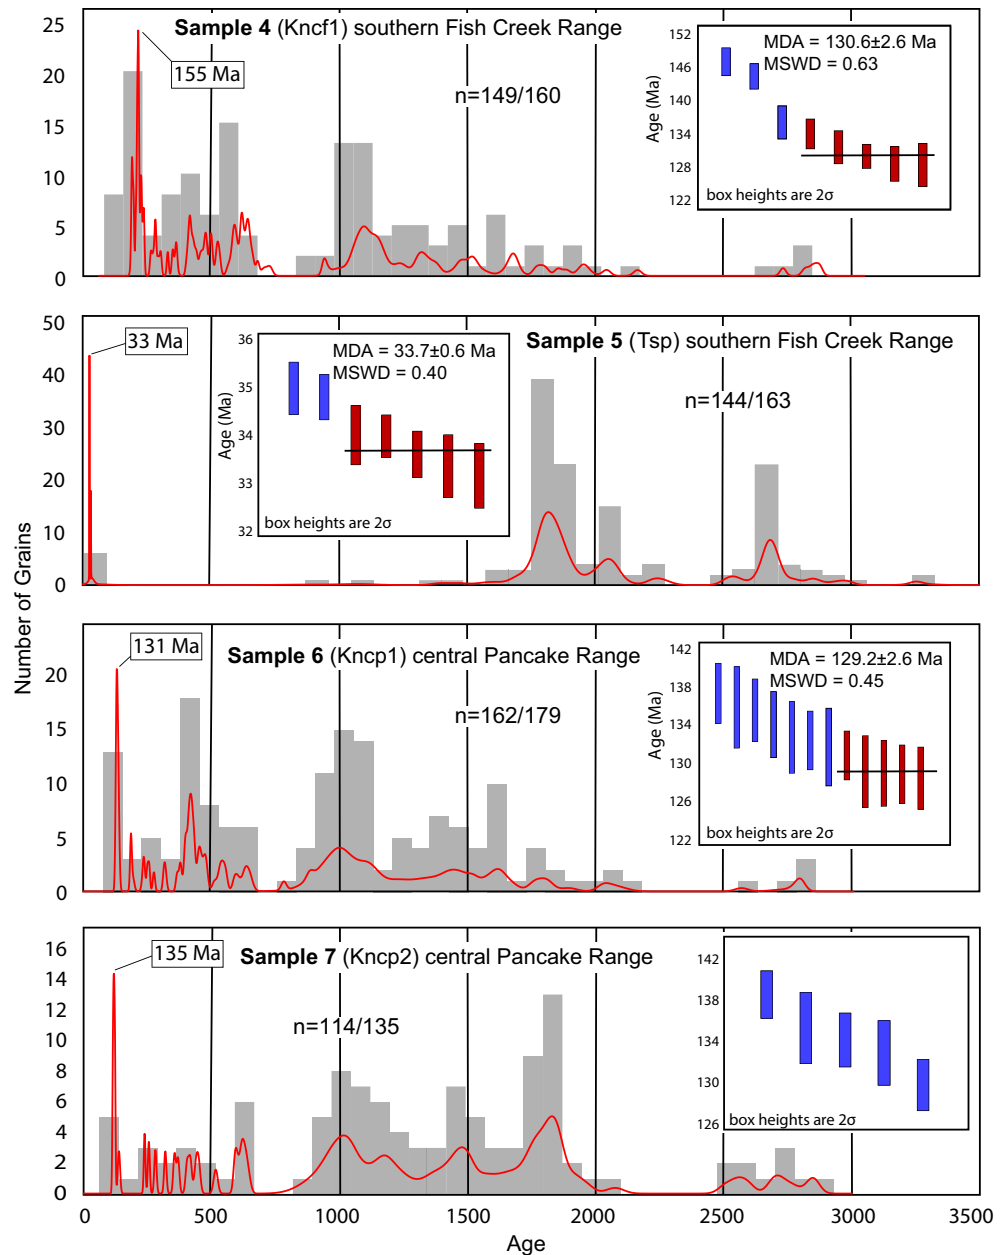 Sample 4 (Kncf1) southern Fish Creek Range
155 Ma
n=149/160
MDA = 130.6±2.6 Ma
MSWD = 0.63
Age (Ma)
152
146
140
134
128
122
box heights are 2σ
25
20
15
10
5
0
Sample 5 (Tsp) southern Fish Creek Range
33 Ma
n=144/163
MDA = 33.7±0.6 Ma
MSWD = 0.40
Age (Ma)
36
35
34
33
32
box heights are 2σ
50
40
30
20
10
0
Number of Grains
Sample 6 (Kncp1) central Pancake Range
131 Ma
n=162/179
MDA = 129.2±2.6 Ma
MSWD = 0.45
Age (Ma)
142
138
134
130
126
122
box heights are 2σ
20
15
10
5
0
Sample 7 (Kncp2) central Pancake Range
135 Ma
n=114/135
142
138
134
130
126
box heights are 2σ
16
14
12
10
8
6
4
2
0
0 500 1000 1500 2000 2500 3000 3500
Age